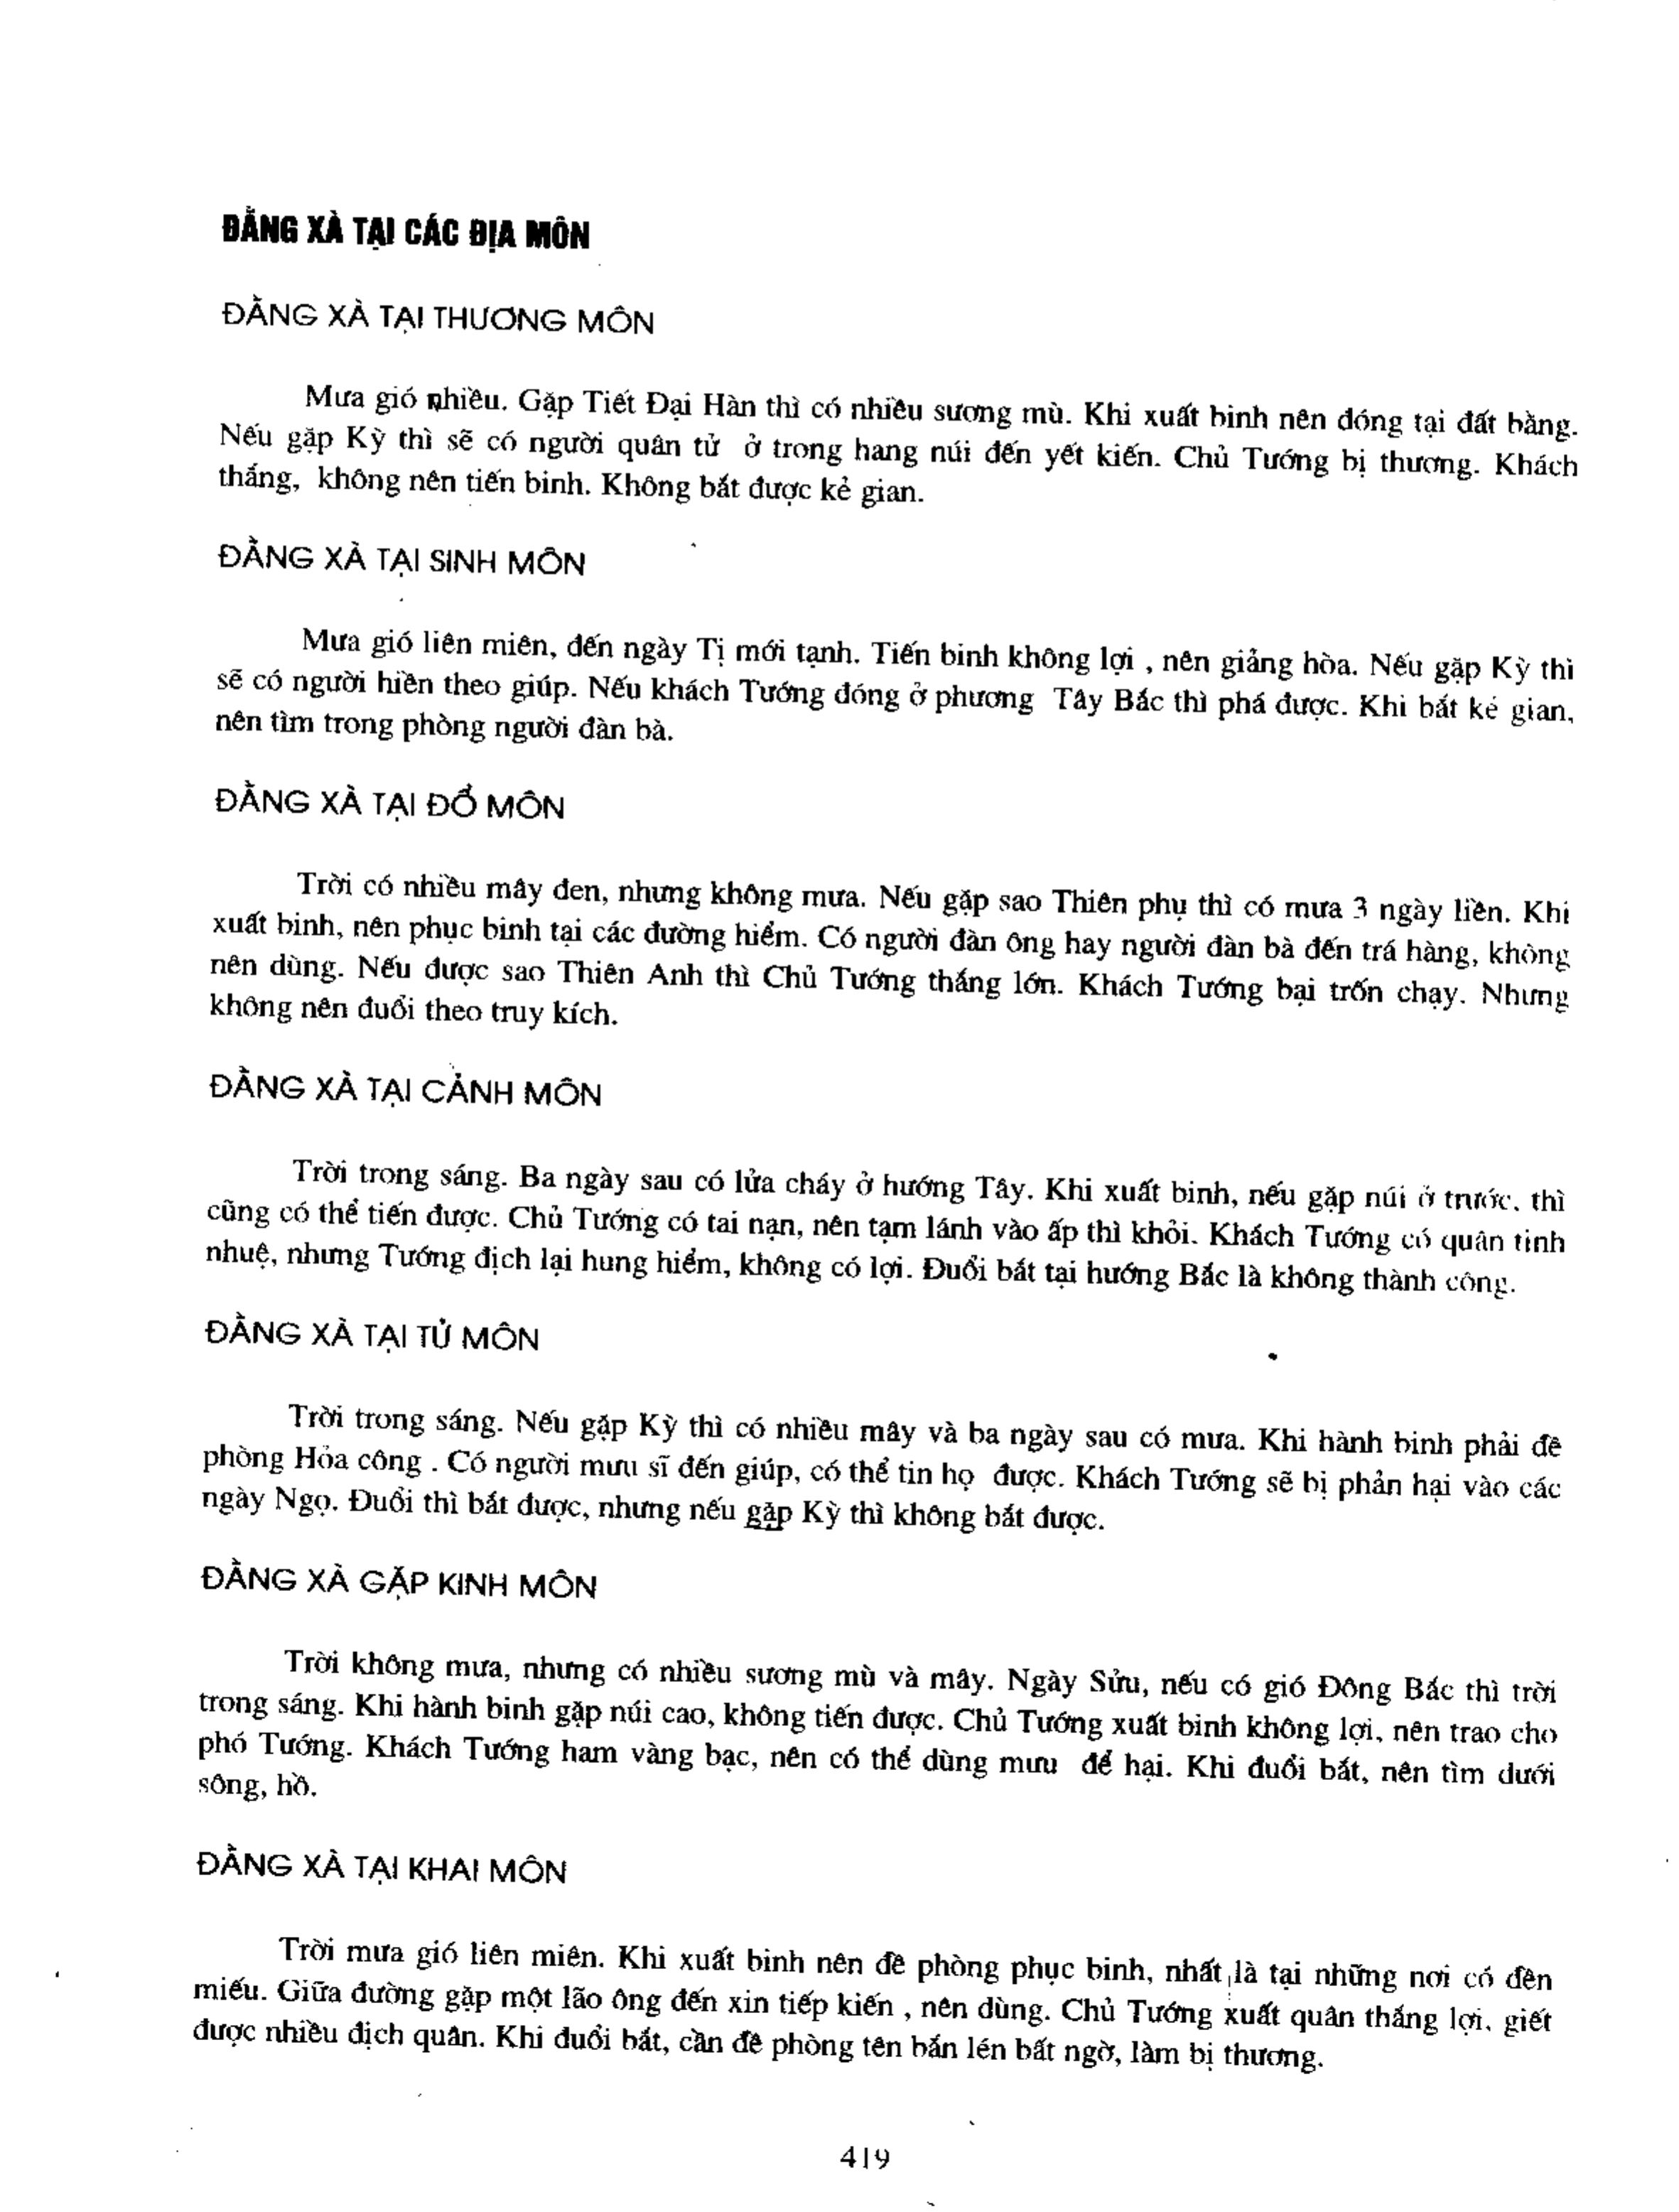 ĐẰNG XÀ TẠI CÁC ĐỊA MÔN
ĐẰNG XÀ TẠI THƯƠNG MÔN
Mưa gió nhiều. Gặp Tiết Đại Hàn thì có nhiều sương mù. Khi xuất binh nên đóng tại đất bằng.
Nếu gặp Kỳ thì sẽ có người quân tử ở trong hang núi đến yết kiến. Chủ Tướng bị thương. Khách
thắng, không nên tiến binh. Không bắt được kẻ gian.
ĐẰNG XÀ TẠI SINH MÔN
Mưa gió liên miên, đến ngày Tị mới tạnh. Tiến binh không lợi , nên giảng hòa. Nếu gặp Kỳ thì
sẽ có người hiền theo giúp. Nếu khách Tướng đóng ở phương Tây Bắc thì phá được. Khi bắt kẻ gian,
nên tìm trong phòng người đàn bà.
ĐẰNG XÀ TẠI ĐỔ MÔN
Trời có nhiều mây đen, nhưng không mưa. Nếu gặp sao Thiên phụ thì có mưa 3 ngày liền. Khi
xuất binh, nên phục binh tại các đường hiểm. Có người đàn ông hay người đàn bà đến trá hàng, không
nên dùng. Nếu được sao Thiên Anh thì Chủ Tướng thắng lớn. Khách Tướng bại trốn chạy. Nhưng
không nên đuổi theo truy kích.
ĐẰNG XÀ TẠI CẢNH MÔN
Trời trong sáng. Ba ngày sau có lửa cháy ở hướng Tây. Khi xuất binh, nếu gặp núi ở trước, thì
cũng có thể tiến được. Chủ Tướng có tai nạn, nên tạm lánh vào ấp thì khỏi. Khách Tướng có quân tinh
nhuệ, nhưng Tướng địch lại hung hiểm, không có lợi. Đuổi bắt tại hướng Bắc là không thành công.
ĐẰNG XÀ TẠI TỬ MÔN
Trời trong sáng. Nếu gặp Kỳ thì có nhiều mây và ba ngày sau có mưa. Khi hành binh phải đề
phòng Hỏa công . Có người mưu sĩ đến giúp, có thể tin họ được. Khách Tướng sẽ bị phản hại vào các
ngày Ngọ. Đuổi thì bắt được, nhưng nếu gặp Kỳ thì không bắt được.
ĐẰNG XÀ GẶP KINH MÔN
Trời không mưa, nhưng có nhiều sương mù và mây. Ngày Sửu, nếu có gió Đông Bắc thì trời
trong sáng. Khi hành binh gặp núi cao, không tiến được. Chủ Tướng xuất binh không lợi, nên trao cho
phó Tướng. Khách Tướng ham vàng bạc, nên có thể dùng mưu để hại. Khi đuổi bắt, nên tìm dưới
sông, hồ.
ĐẰNG XÀ TẠI KHAI MÔN
Trời mưa gió liên miên. Khi xuất binh nên đề phòng phục binh, nhất là tại những nơi có đền
miếu. Giữa đường gặp một lão ông đến xin tiếp kiến , nên dùng. Chủ Tướng xuất quân thắng lợi, giết
được nhiều địch quân. Khi đuổi bắt, cần đề phòng tên bắn lén bất ngờ, làm bị thương.
419